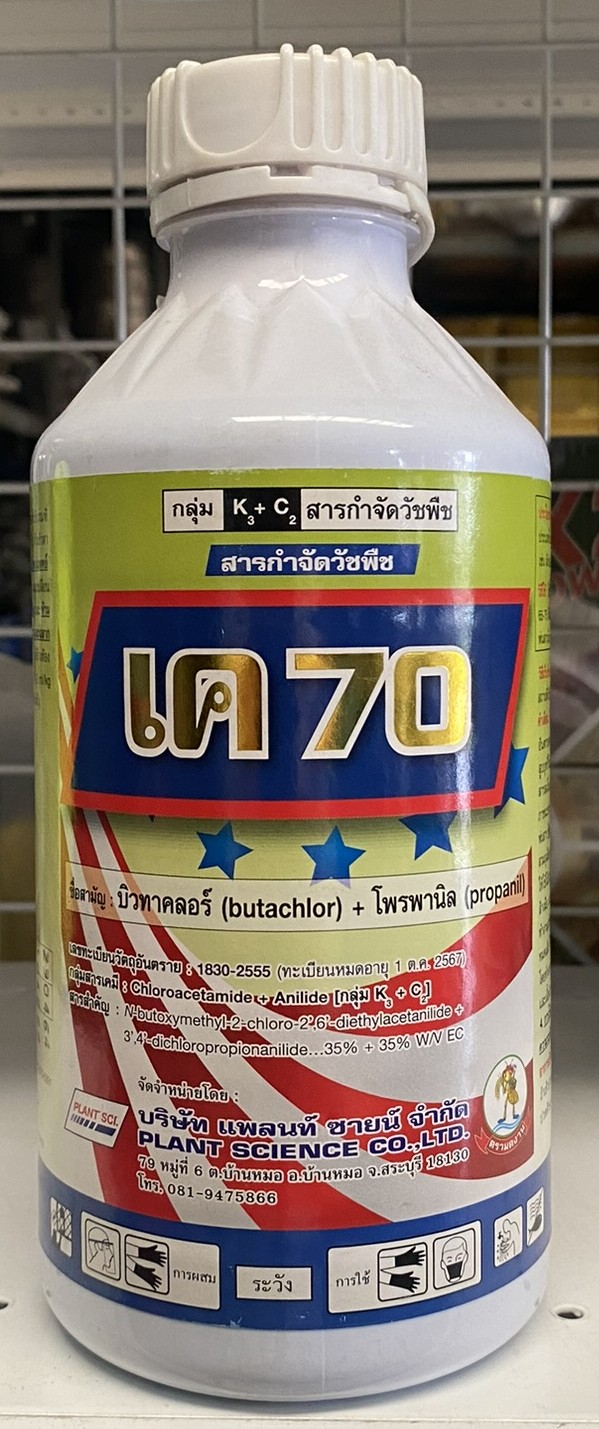 กลุ่ม K3+ C2 สารกำจัดวัชพืช
สารกำจัดวัชพืช
เค 70
ชื่อสามัญ : บิวทาคลอร์ (butachlor) + โพรพานิล (propanil)
เลขทะเบียนวัตถุอันตราย : 1830-2555 (ทะเบียนหมดอายุ 1 ต.ค. 2567)
กลุ่มสารเคมี : Chloroacetamide + Anilide [กลุ่ม K3 + C2]
สารสำคัญ : N-butoxymethyl-2-chloro-2',6'-diethylacetanilide +
3',4'-dichloropropionanilide...35% + 35% W/V EC
จัดจำหน่ายโดย :
PLANT SCI.
บริษัท แพลนท์ ซายน์ จำกัด
PLANT SCIENCE CO.,LTD.
79 หมู่ที่ 6 ต.บ้านหมอ อ.บ้านหมอ จ.สระบุรี 18130
โทร. 081-9475866
ตรามดงาน
การผสม
ระวัง
การใช้